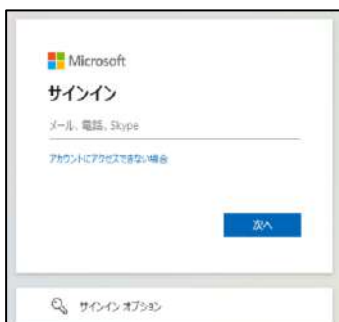 Microsoft
サインイン
メール、電話、Skype
アカウントにアクセスできない場合
次へ
サインイン オプション